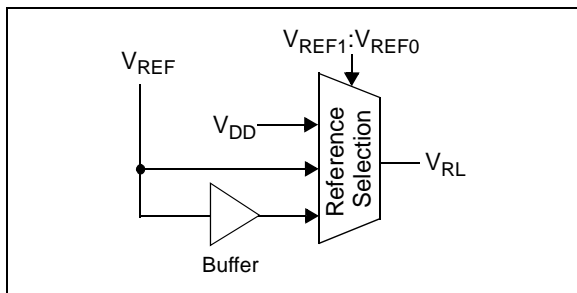 VREF1:VREF0
VREF
VDD
Reference
Selection
VRL
Buffer